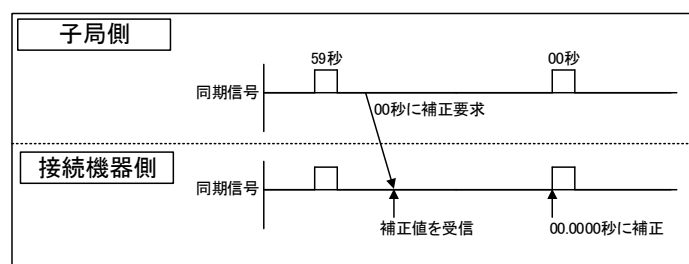 子局側
59秒
00秒
同期信号
00秒に補正要求
接続機器側
同期信号
補正値を受信
00.0000秒に補正